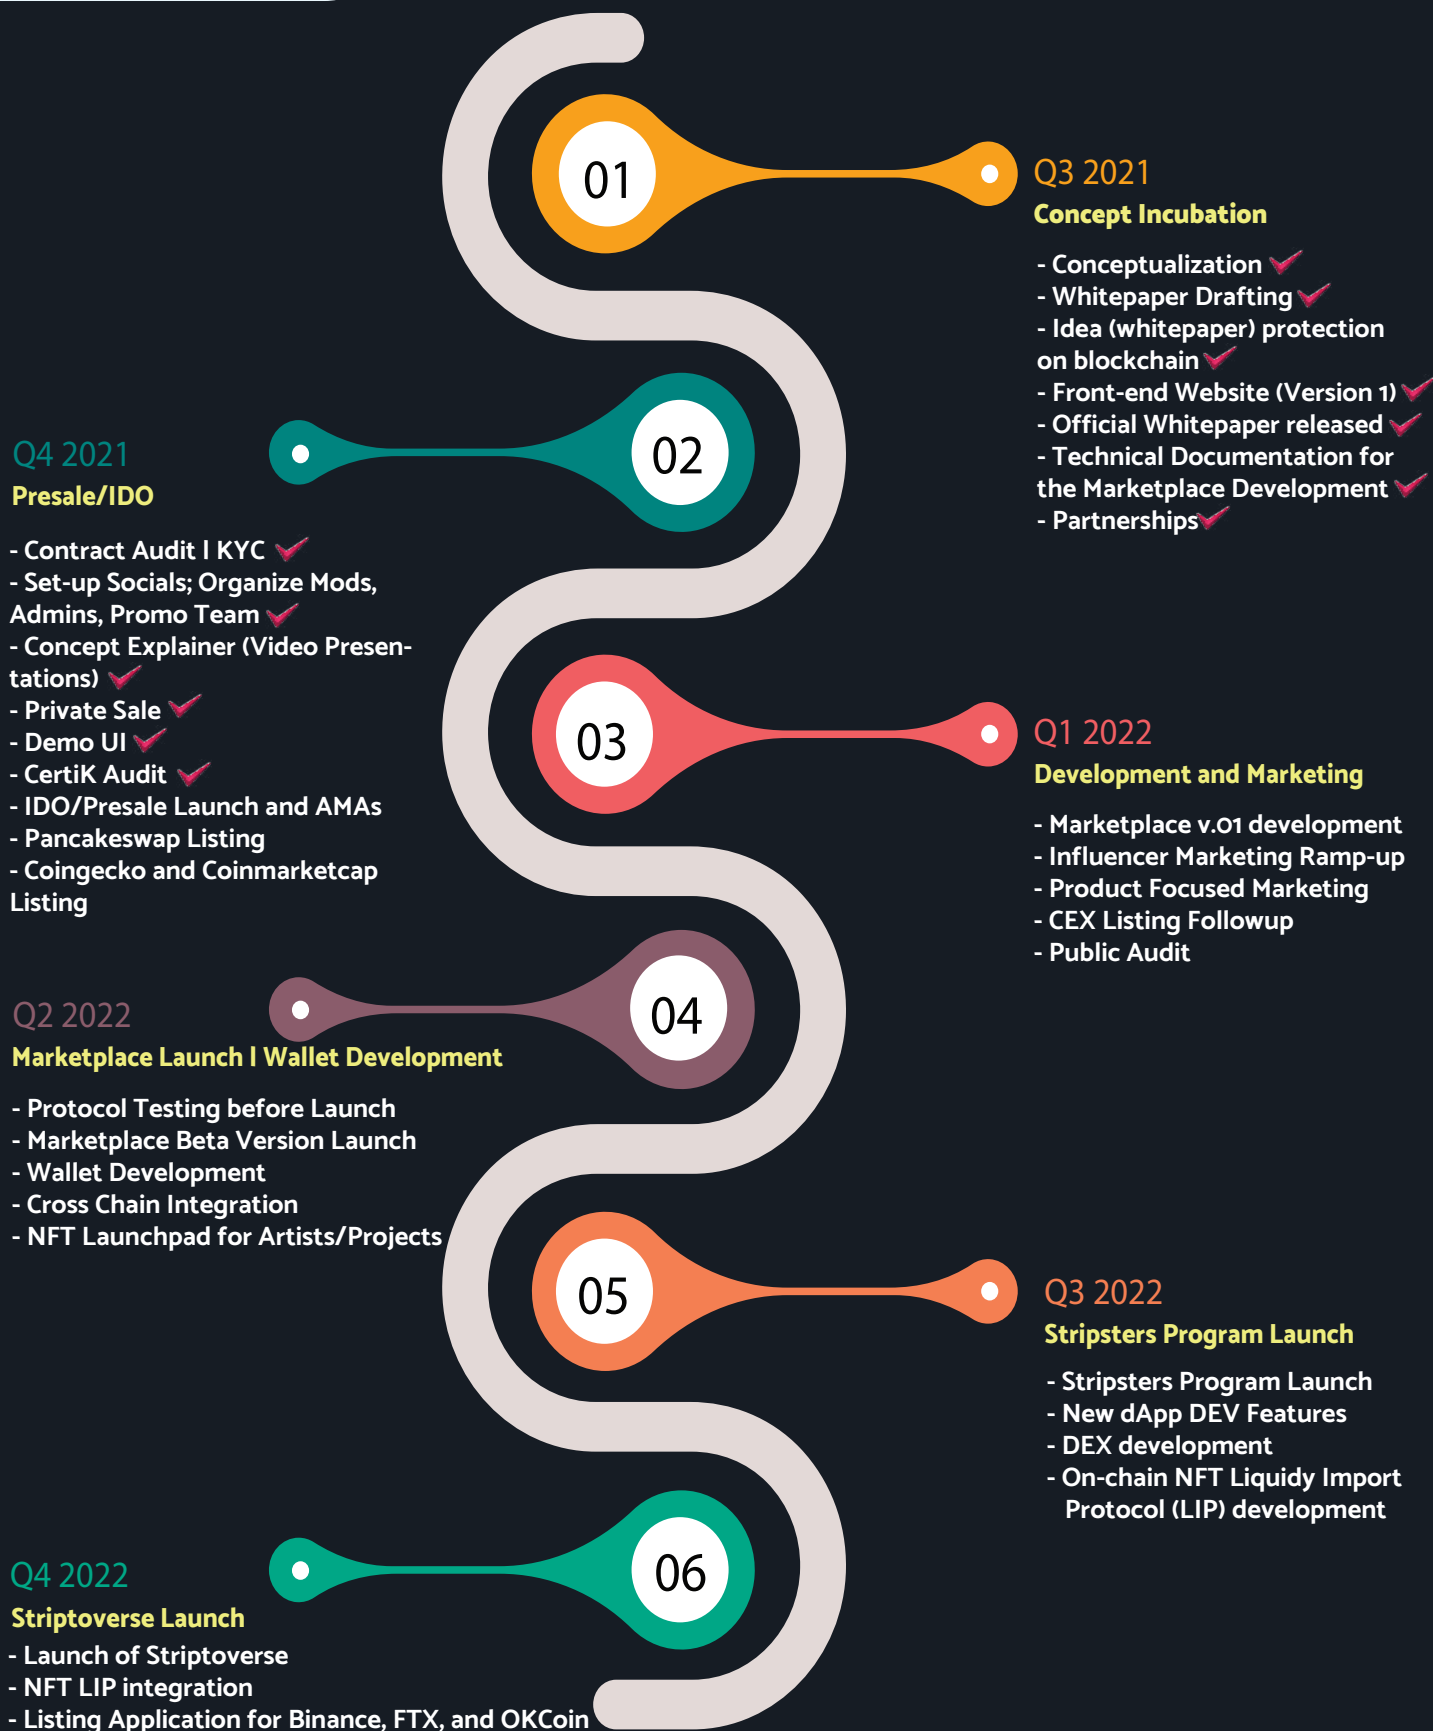 01
Q3 2021
Concept Incubation
- Conceptualization
- Whitepaper Drafting
- Idea (whitepaper) protection
on blockchain
- Front-end Website (Version 1)
- Official Whitepaper released
- Technical Documentation for
the Marketplace Development
- Partnerships
02
Q4 2021
Presale/IDO
- Contract Audit | KYC
- Set-up Socials; Organize Mods,
Admins, Promo Team
- Concept Explainer (Video Presen-
tations)
- Private Sale
- Demo UI
- CertiK Audit
- IDO/Presale Launch and AMAs
- Pancakeswap Listing
- Coingecko and Coinmarketcap
Listing
03
Q1 2022
Development and Marketing
- Marketplace v.01 development
- Influencer Marketing Ramp-up
- Product Focused Marketing
- CEX Listing Followup
- Public Audit
04
Q2 2022
Marketplace Launch | Wallet Development
- Protocol Testing before Launch
- Marketplace Beta Version Launch
- Wallet Development
- Cross Chain Integration
- NFT Launchpad for Artists/Projects
05
Q3 2022
Stripsters Program Launch
- Stripsters Program Launch
- New dApp DEV Features
- DEX development
- On-chain NFT Liquidy Import
Protocol (LIP) development
06
Q4 2022
Striptoverse Launch
- Launch of Striptoverse
- NFT LIP integration
- Listing Application for Binance, FTX, and OKCoin